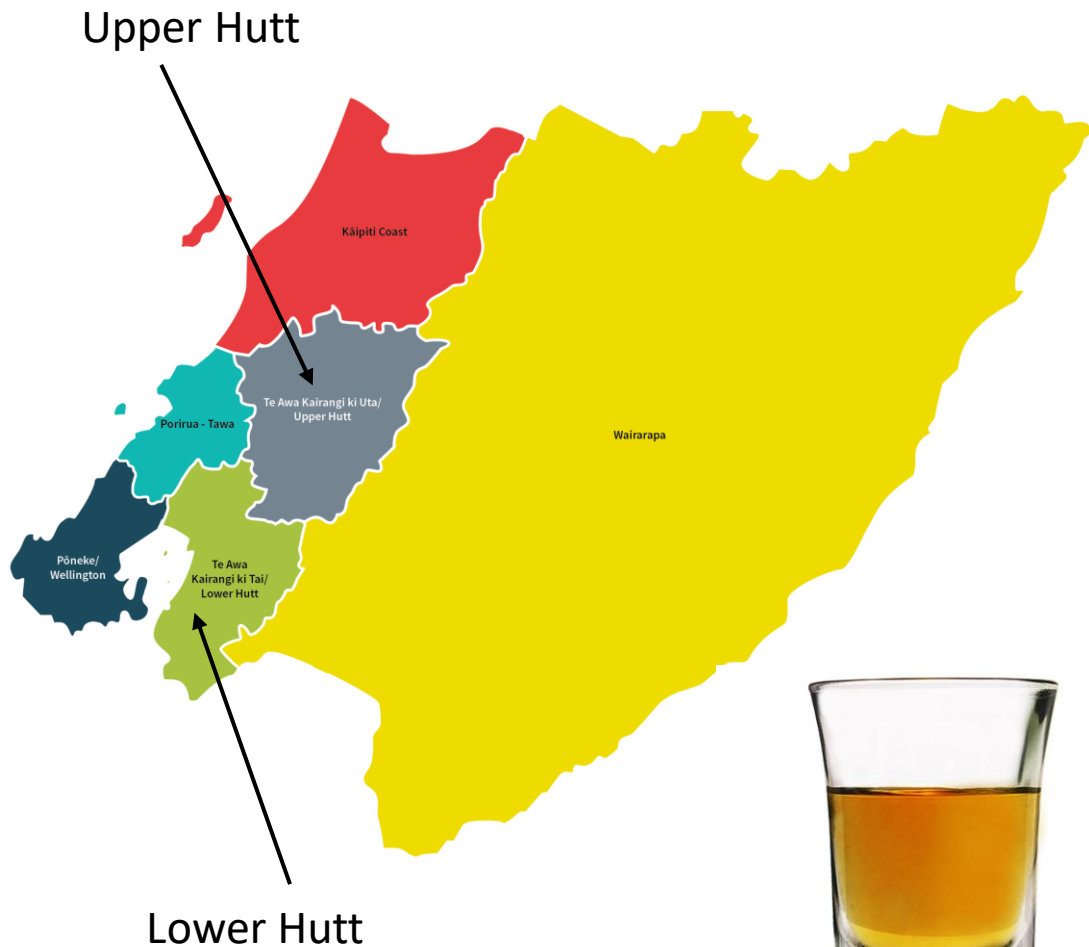 Upper Hutt
Kāipiti Coast
Te Awa Kairangi ki Uta/
Upper Hutt
Porirua - Tawa
Wairarapa
Pōneke/
Wellington
Te Awa
Kairangi ki Tai/
Lower Hutt
Lower Hutt